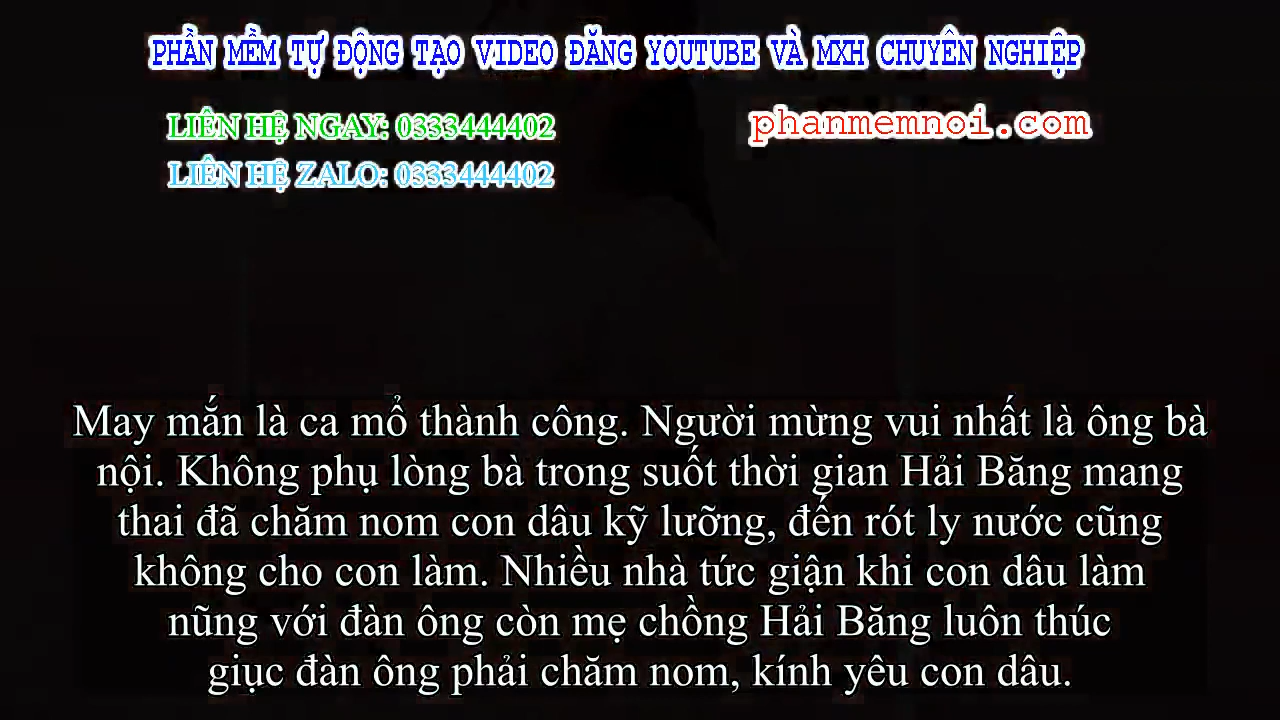 PHẦN MỀM TỰ ĐỘNG TẠO VIDEO ĐĂNG YOUTUBE VÀ MXH CHUYÊN NGHIỆP
LIÊN HỆ NGAY: 0333444402
phanmemnoi.com
LIÊN HỆ ZALO: 0333444402
May mắn là ca mổ thành công. Người mừng vui nhất là ông bà
nội. Không phụ lòng bà trong suốt thời gian Hải Băng mang
thai đã chăm nom con dâu kỹ lưỡng, đến rót ly nước cũng
không cho con làm. Nhiều nhà tức giận khi con dâu làm
nũng với đàn ông còn mẹ chồng Hải Băng luôn thúc
giục đàn ông phải chăm nom, kính yêu con dâu.